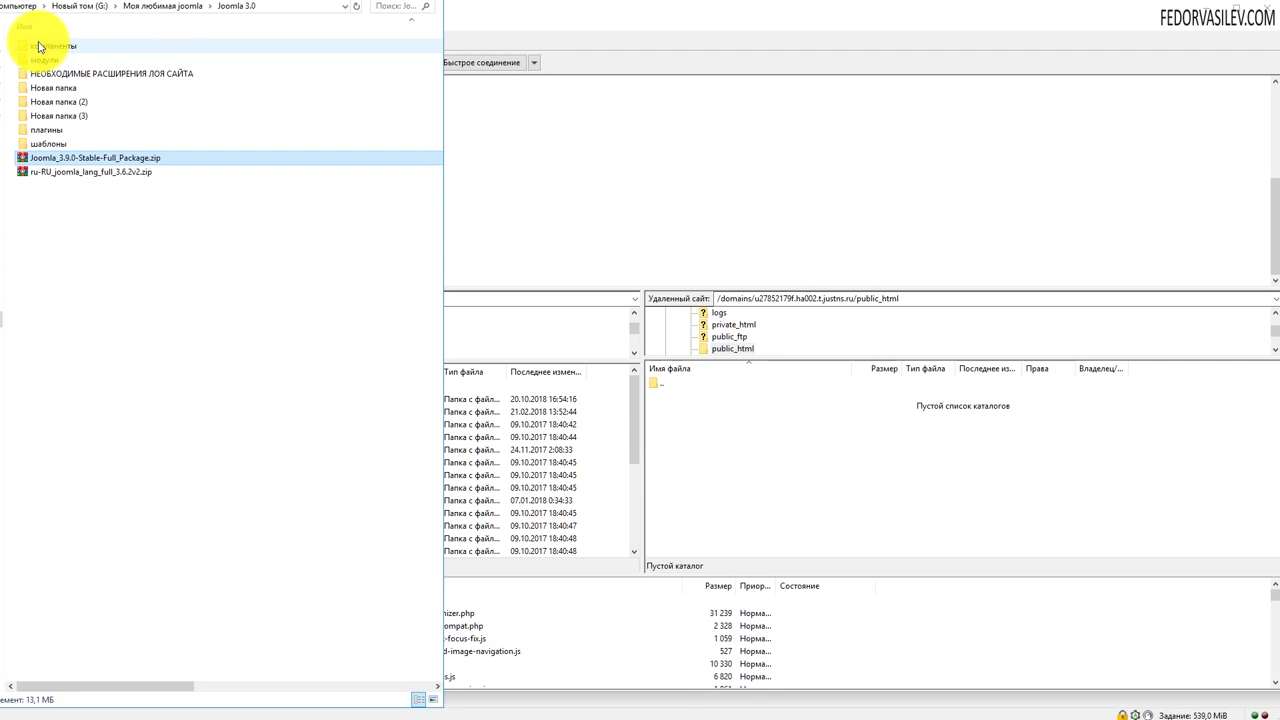 FEDORVASILEV.COM
омпьютер › Новый том (G:) › Моя любимая joomla › Joomla 3.0
Поиск: Jo...
Имя
компаненты
модули
НЕОБХОДИМЫЕ РАСШИРЕНИЯ ЛОЯ САЙТА
Новая папка
Новая папка (2)
Новая папка (3)
плагины
шаблоны
Joomla_3.9.0-Stable-Full_Package.zip
ru-RU_joomla_lang_full_3.6.2v2.zip
емент: 13,1 МБ
Быстрое соединение
Удаленный сайт: /domains/u27852179f.ha002.t.justns.ru/public_html
logs
private_html
public_ftp
public_html
Тип файла Последнее измен...
Папка с файл... 20.10.2018 16:54:16
Папка с файл... 21.02.2018 13:52:44
Папка с файл... 09.10.2017 18:40:42
Папка с файл... 09.10.2017 18:40:44
Папка с файл... 24.11.2017 2:08:33
Папка с файл... 09.10.2017 18:40:45
Папка с файл... 09.10.2017 18:40:45
Папка с файл... 09.10.2017 18:40:45
Папка с файл... 07.01.2018 0:34:33
Папка с файл... 09.10.2017 18:40:45
Папка с файл... 09.10.2017 18:40:47
Папка с файл... 09.10.2017 18:40:48
Папка с файл... 09.10.2017 18:40:48
Имя файла Размер Тип файла Последнее из... Права Владелец/...
..
Пустой список каталогов
Пустой каталог
Размер Приор... Состояние
nizer.php 31 239 Норма...
ompat.php 2 328 Норма...
-focus-fix.js 1 059 Норма...
d-image-navigation.js 527 Норма...
10 330 Норма...
s.js 6 820 Норма...
Задание: 539,0 MiB